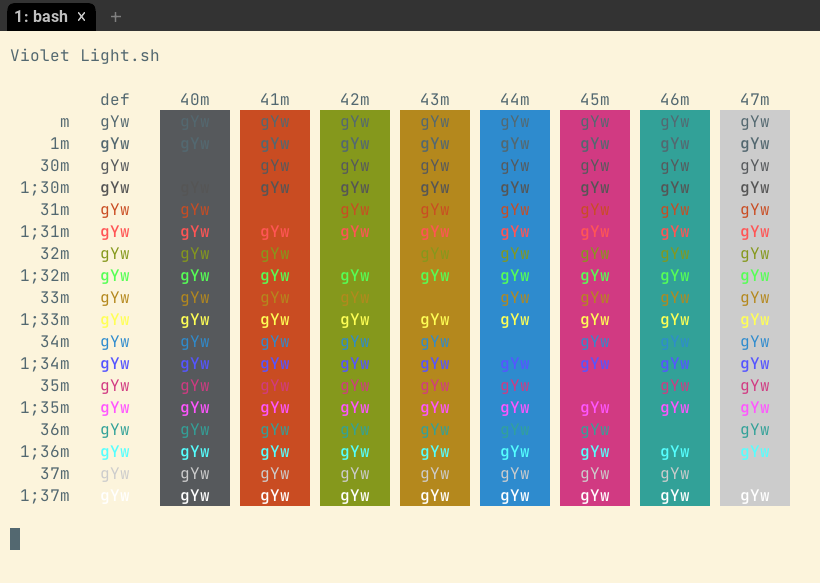 1: bash × +
Violet Light.sh
def 40m 41m 42m 43m 44m 45m 46m 47m
m gYw gYw gYw gYw gYw gYw gYw gYw gYw
1m gYw gYw gYw gYw gYw gYw gYw gYw gYw
30m gYw gYw gYw gYw gYw gYw gYw gYw
1;30m gYw gYw gYw gYw gYw gYw gYw gYw
31m gYw gYw gYw gYw gYw gYw gYw gYw
1;31m gYw gYw gYw gYw gYw gYw gYw gYw gYw
32m gYw gYw gYw gYw gYw gYw gYw gYw
1;32m gYw gYw gYw gYw gYw gYw gYw gYw gYw
33m gYw gYw gYw gYw gYw gYw gYw gYw
1;33m gYw gYw gYw gYw gYw gYw gYw gYw gYw
34m gYw gYw gYw gYw gYw gYw gYw gYw
1;34m gYw gYw gYw gYw gYw gYw gYw gYw gYw
35m gYw gYw gYw gYw gYw gYw gYw gYw
1;35m gYw gYw gYw gYw gYw gYw gYw gYw gYw
36m gYw gYw gYw gYw gYw gYw gYw gYw
1;36m gYw gYw gYw gYw gYw gYw gYw gYw gYw
37m gYw gYw gYw gYw gYw gYw gYw gYw
1;37m gYw gYw gYw gYw gYw gYw gYw gYw gYw